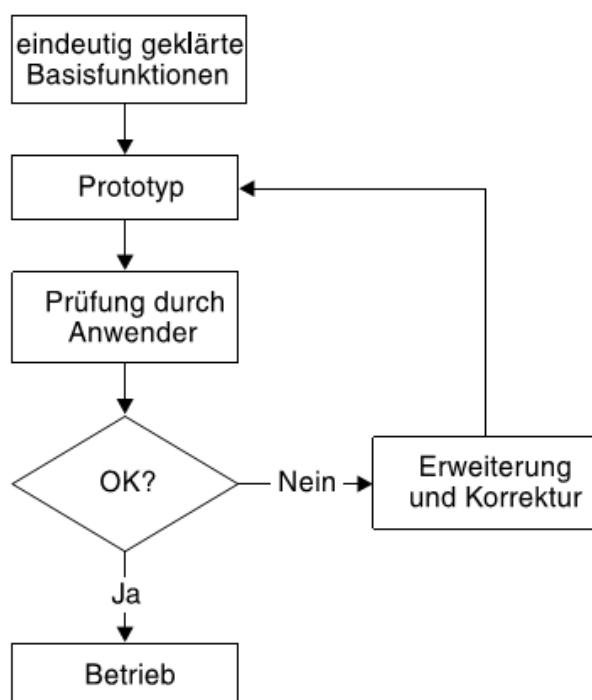 eindeutig geklärte
Basisfunktionen
Prototyp
Prüfung durch
Anwender
OK?
Nein
Erweiterung
und Korrektur
Ja
Betrieb